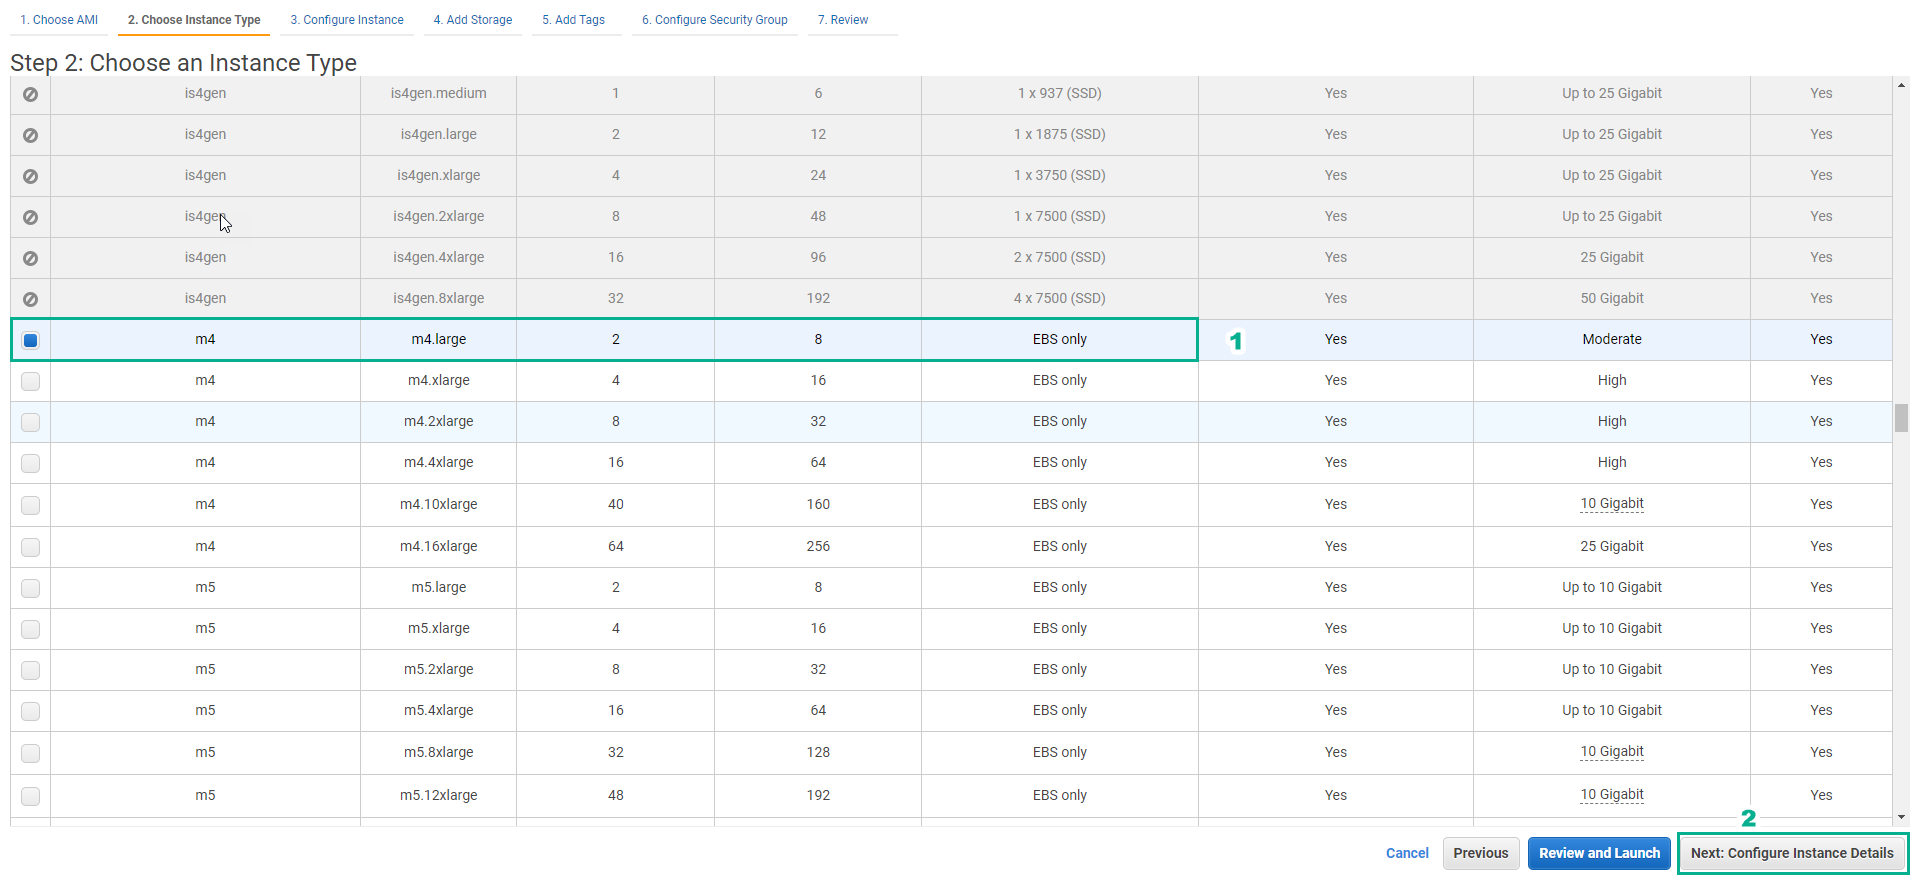 1. Choose AMI 2. Choose Instance Type 3. Configure Instance 4. Add Storage 5. Add Tags 6. Configure Security Group 7. Review
Step 2: Choose an Instance Type
is4gen is4gen.medium 1 6 1 x 937 (SSD) Yes Up to 25 Gigabit Yes
is4gen is4gen.large 2 12 1 x 1875 (SSD) Yes Up to 25 Gigabit Yes
is4gen is4gen.xlarge 4 24 1 x 3750 (SSD) Yes Up to 25 Gigabit Yes
is4gen is4gen.2xlarge 8 48 1 x 7500 (SSD) Yes Up to 25 Gigabit Yes
is4gen is4gen.4xlarge 16 96 2 x 7500 (SSD) Yes 25 Gigabit Yes
is4gen is4gen.8xlarge 32 192 4 x 7500 (SSD) Yes 50 Gigabit Yes
m4 m4.large 2 8 EBS only 1 Yes Moderate Yes
m4 m4.xlarge 4 16 EBS only Yes High Yes
m4 m4.2xlarge 8 32 EBS only Yes High Yes
m4 m4.4xlarge 16 64 EBS only Yes High Yes
m4 m4.10xlarge 40 160 EBS only Yes 10 Gigabit Yes
m4 m4.16xlarge 64 256 EBS only Yes 25 Gigabit Yes
m5 m5.large 2 8 EBS only Yes Up to 10 Gigabit Yes
m5 m5.xlarge 4 16 EBS only Yes Up to 10 Gigabit Yes
m5 m5.2xlarge 8 32 EBS only Yes Up to 10 Gigabit Yes
m5 m5.4xlarge 16 64 EBS only Yes Up to 10 Gigabit Yes
m5 m5.8xlarge 32 128 EBS only Yes 10 Gigabit Yes
m5 m5.12xlarge 48 192 EBS only Yes 10 Gigabit Yes
2
Cancel Previous Review and Launch Next: Configure Instance Details